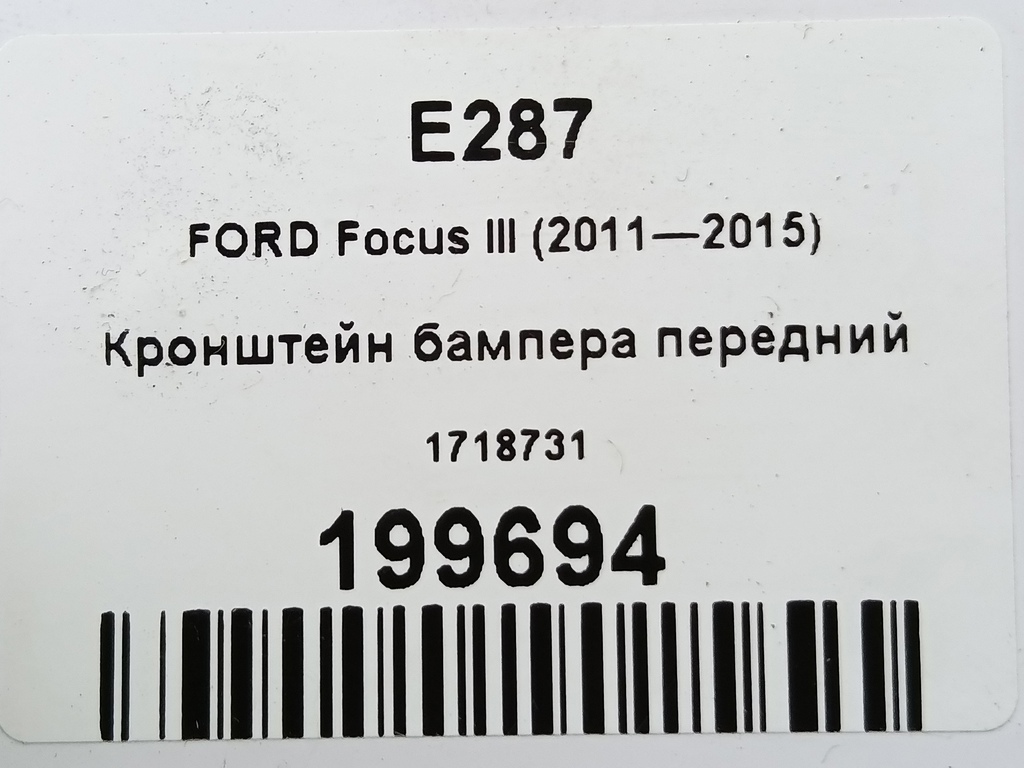 E287
FORD Focus III (2011—2015)
Кронштейн бампера передний
1718731
199694